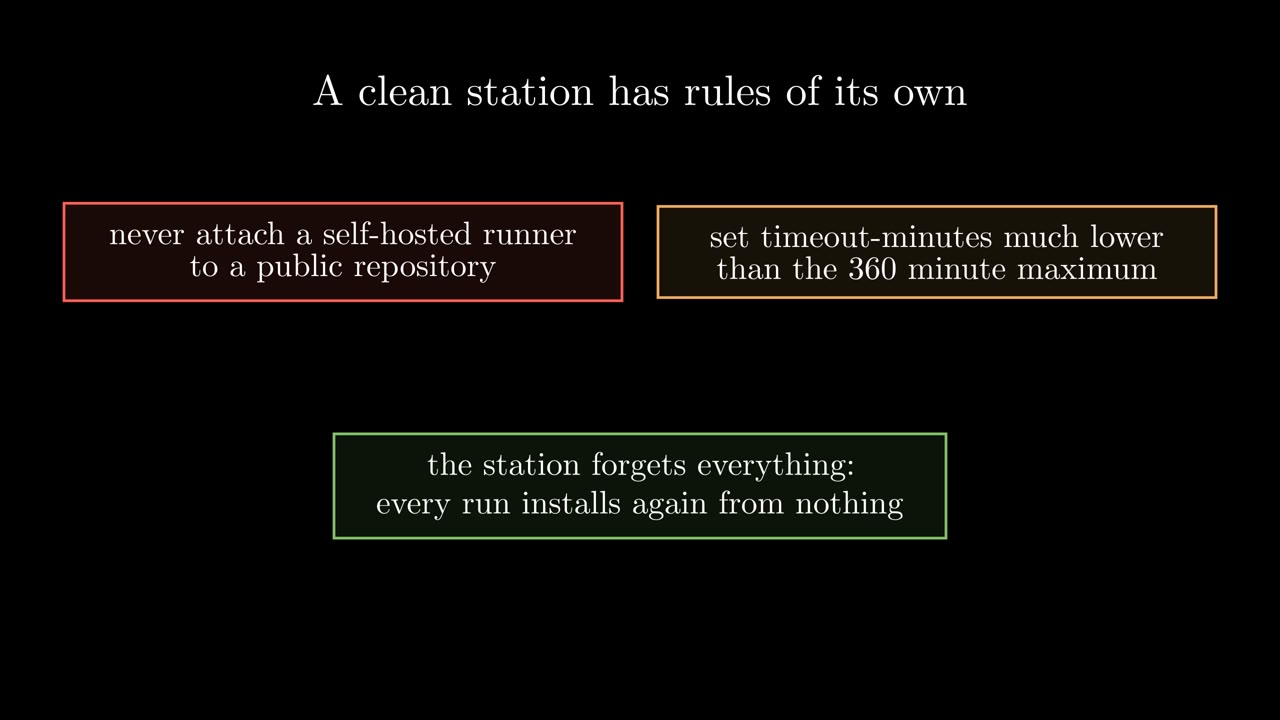 A clean station has rules of its own
never attach a self-hosted runner
to a public repository
set timeout-minutes much lower
than the 360 minute maximum
the station forgets everything:
every run installs again from nothing